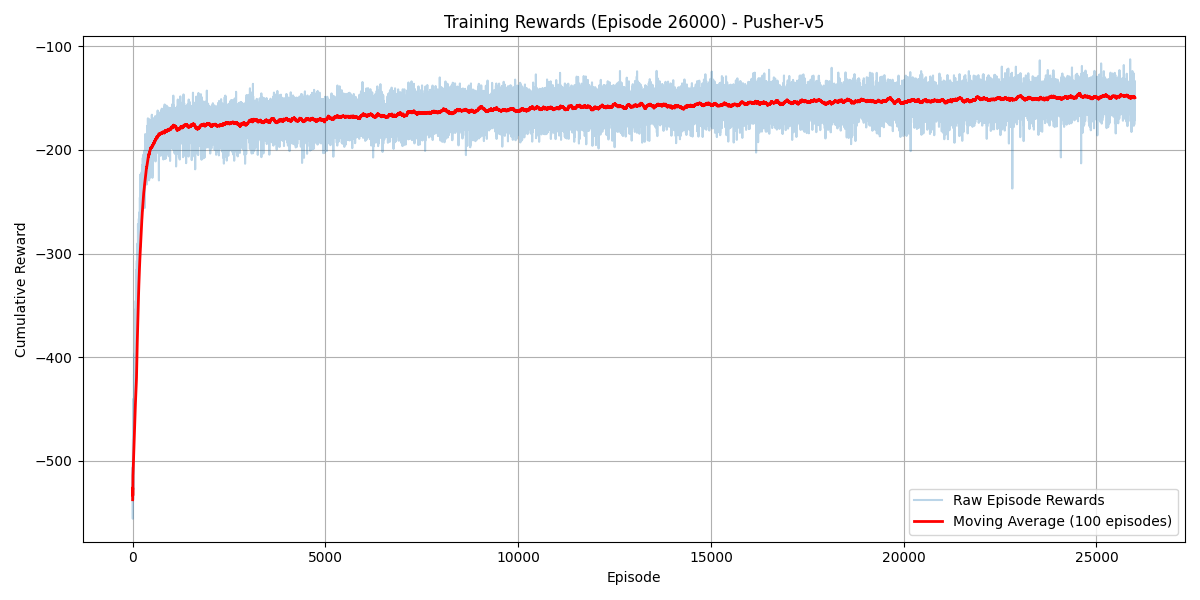 Training Rewards (Episode 26000) - Pusher-v5
Cumulative Reward
−100
−200
−300
−400
−500
0
5000
10000
15000
20000
25000
Episode
Raw Episode Rewards
Moving Average (100 episodes)